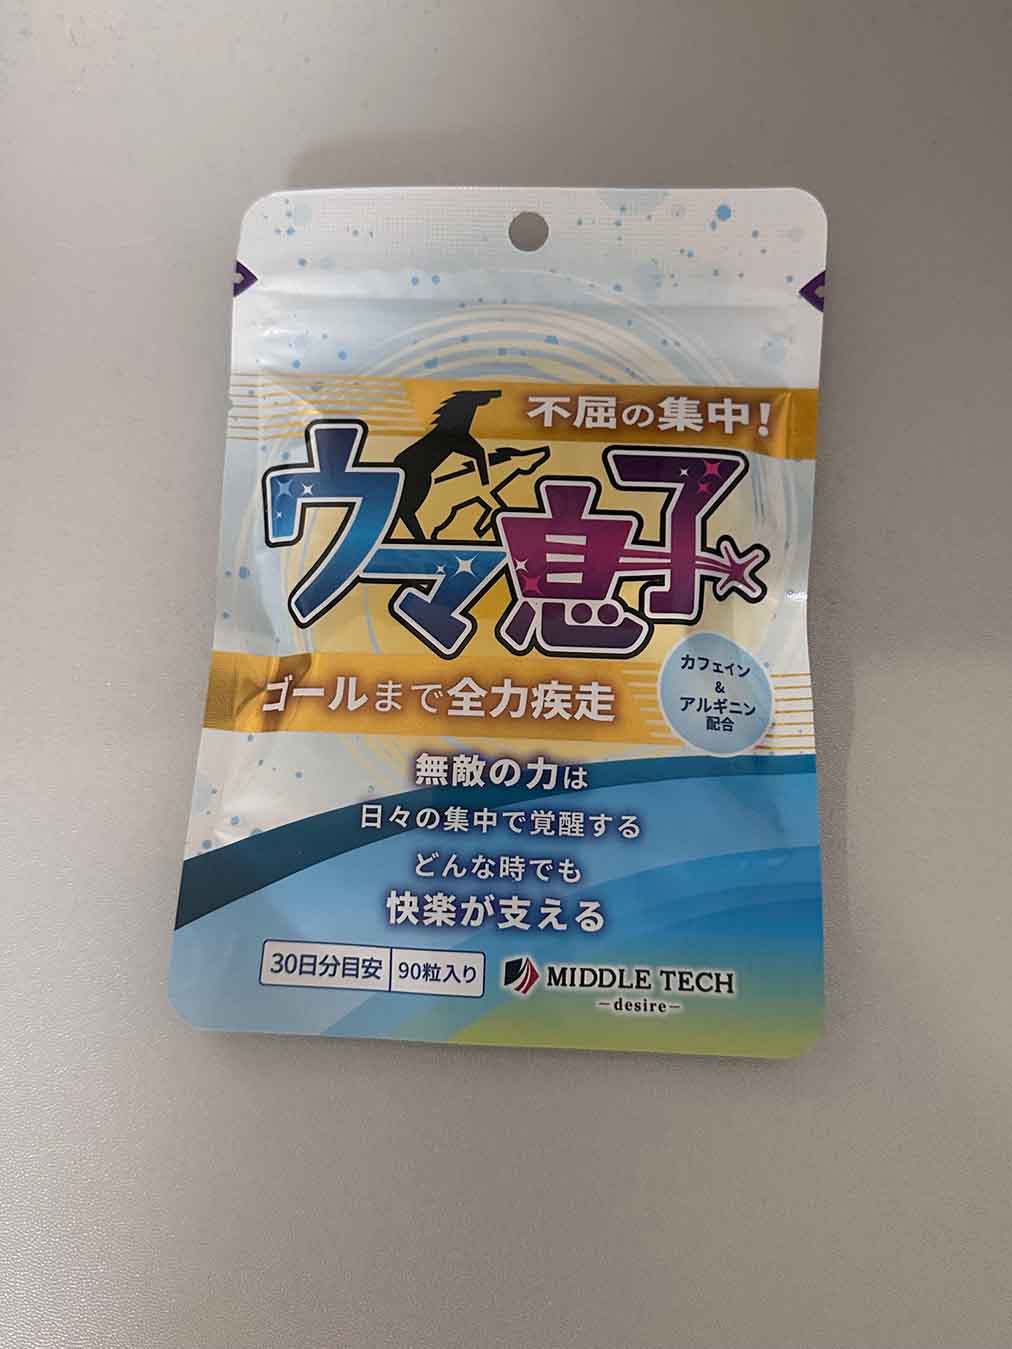 不屈の集中!
ウマ息子
ゴールまで全力疾走
カフェイン
&
アルギニン
配合
無敵の力は
日々の集中で覚醒する
どんな時でも
快楽が支える
30日分目安 90粒入り
MIDDLE TECH
-desire-